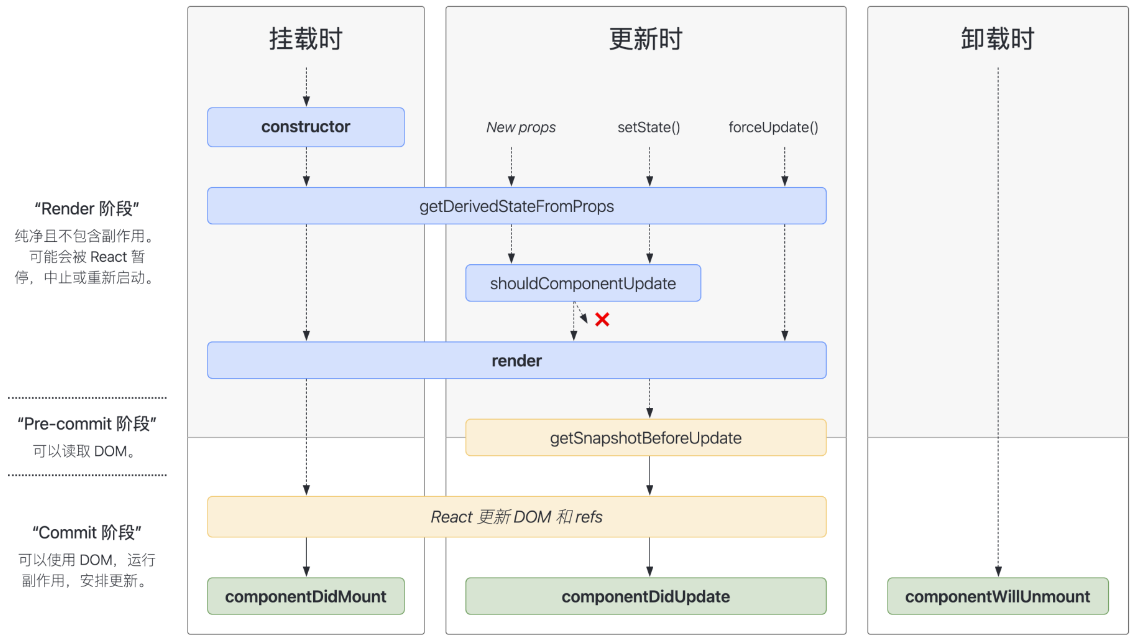 挂载时
更新时
卸载时
constructor
New props
setState()
forceUpdate()
“Render 阶段”
纯净且不包含副作用。
可能会被 React 暂
停，中止或重新启动。
getDerivedStateFromProps
shouldComponentUpdate
render
“Pre-commit 阶段”
可以读取 DOM。
getSnapshotBeforeUpdate
“Commit 阶段”
可以使用 DOM，运行
副作用，安排更新。
React 更新 DOM 和 refs
componentDidMount
componentDidUpdate
componentWillUnmount